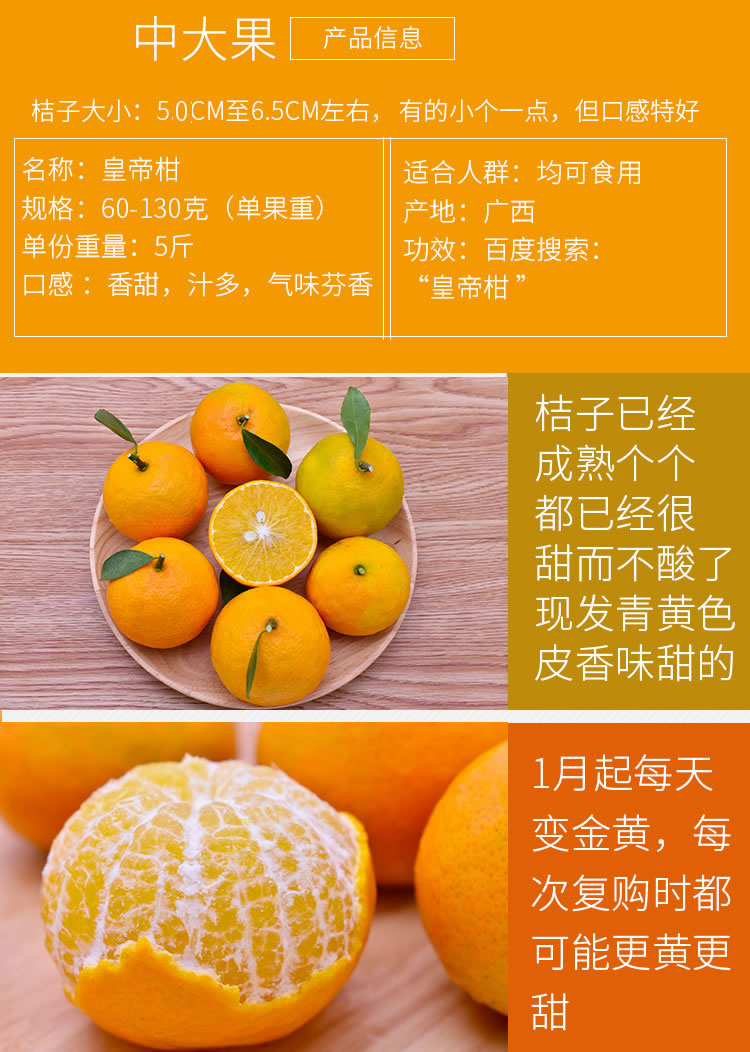 中大果 产品信息
桔子大小：5.0CM至6.5CM左右，有的小个一点，但口感特好
名称：皇帝柑
规格：60-130克（单果重）
单份重量：5斤
口感：香甜，汁多，气味芬香
适合人群：均可食用
产地：广西
功效：百度搜索：
“皇帝柑”
桔子已经
成熟个个
都已经很
甜而不酸了
现发青黄色
皮香味甜的
1月起每天
变金黄，每
次复购时都
可能更黄更
甜